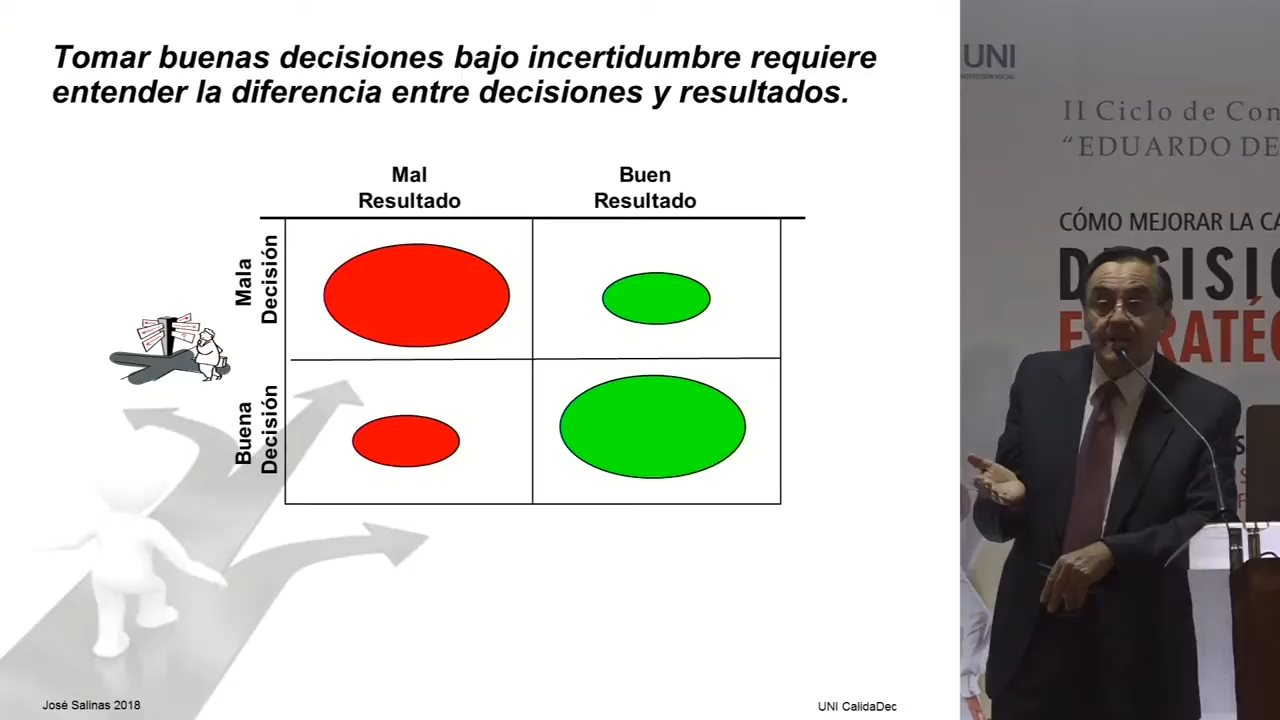 Tomar buenas decisiones bajo incertidumbre requiere
entender la diferencia entre decisiones y resultados.
Mal
Resultado
Buen
Resultado
Mala
Decisión
Buena
Decisión
José Salinas 2018
UNI CalidaDec
UNI
II Ciclo de Con
“EDUARDO DE
CÓMO MEJORAR LA CA